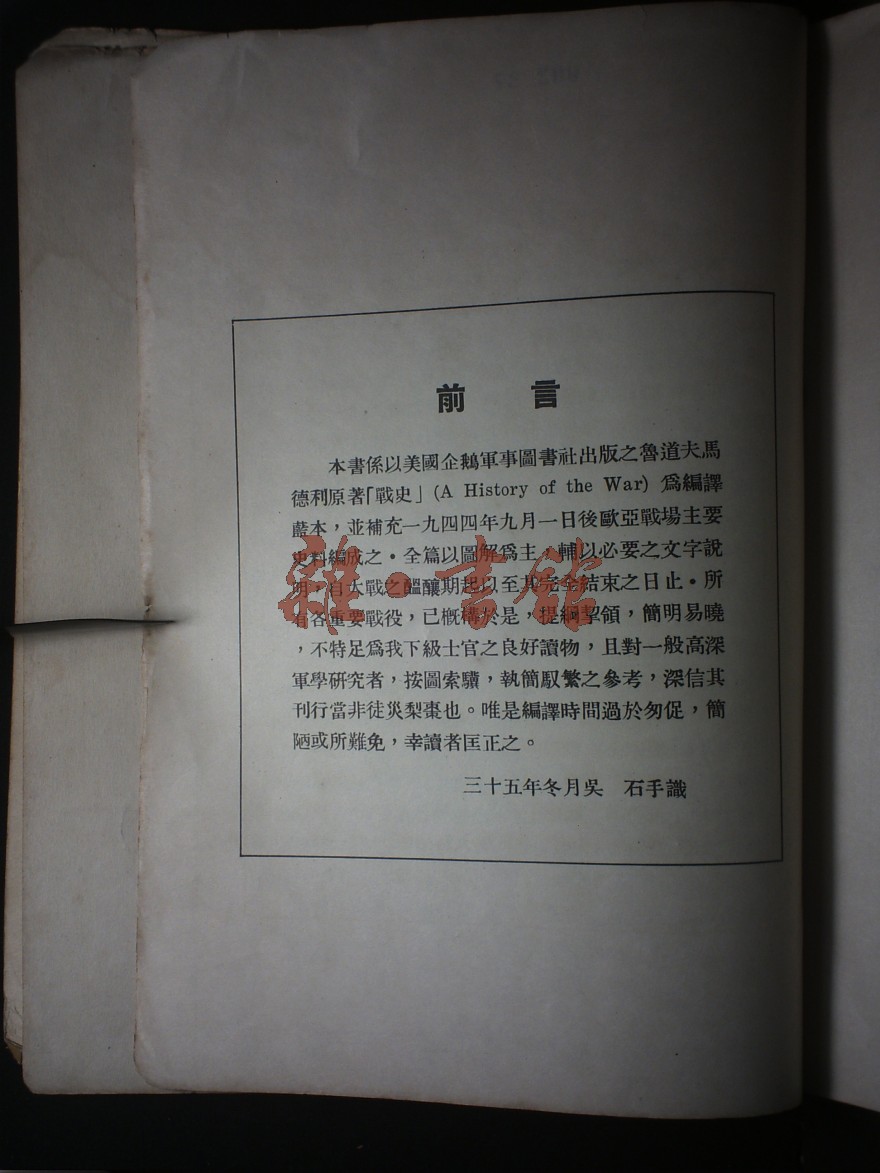 前言
本書係以美國企鵝軍事圖書社出版之魯道夫馬
德利原著「戰史」(A History of the War) 爲編譯
藍本，並補充一九四四年九月一日後歐亞戰場主要
史料編成之．全篇以圖解爲主，輔以必要之文字說
明，自大戰之醞釀期起以至其完全結束之日止．所
有各重要戰役，已槪構於是，提綱挈領，簡明易曉
，不特足爲我下級士官之良好讀物，且對一般高深
軍學硏究者，按圖索驥，執簡馭繁之參考，深信其
刊行當非徒災梨棗也。唯是編譯時間過於匆促，簡
陋或所難免，幸讀者匡正之。
三十五年冬月吳　石手識
雜·書館